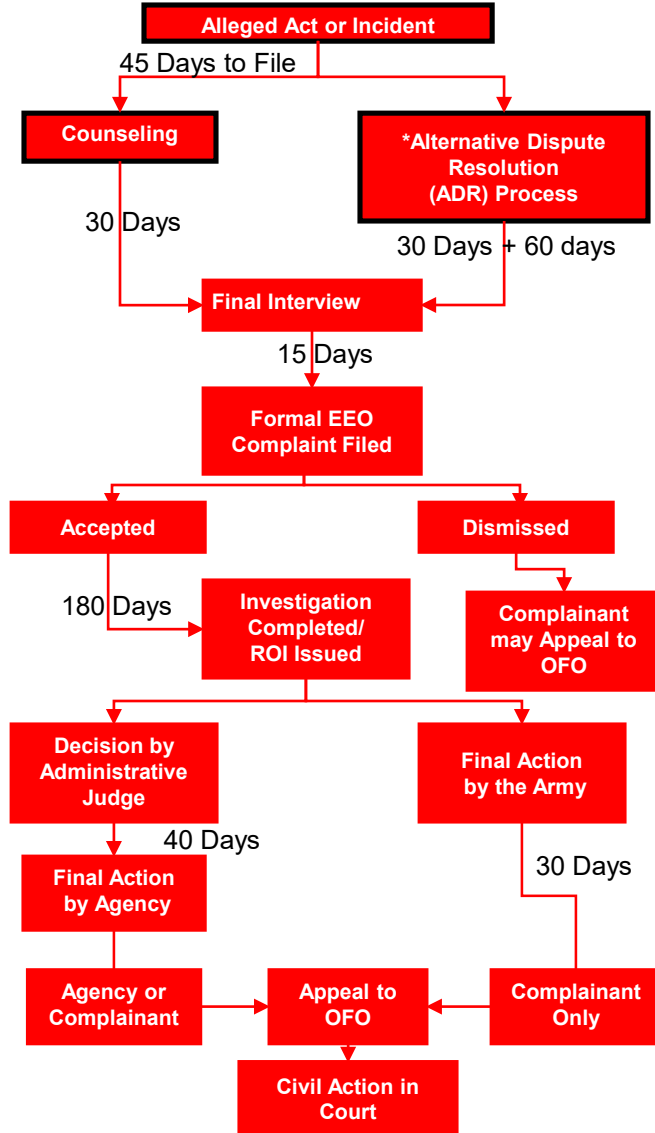 Alleged Act or Incident
45 Days to File
Counseling
*Alternative Dispute
Resolution
(ADR) Process
30 Days
30 Days + 60 days
Final Interview
15 Days
Formal EEO
Complaint Filed
Accepted
Dismissed
180 Days
Investigation
Completed/
ROI Issued
Complainant
may Appeal to
OFO
Decision by
Administrative
Judge
Final Action
by the Army
40 Days
30 Days
Final Action
by Agency
Agency or
Complainant
Appeal to
OFO
Complainant
Only
Civil Action in
Court